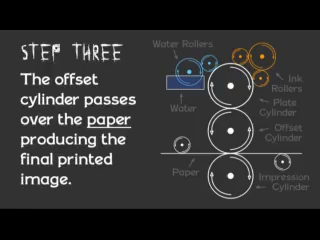 STEP THREE
The offset
cylinder passes
over the paper
producing the
final printed
image.
Water Rollers
Water
Ink
Rollers
Plate
Cylinder
Offset
Cylinder
Paper
Impression
Cylinder